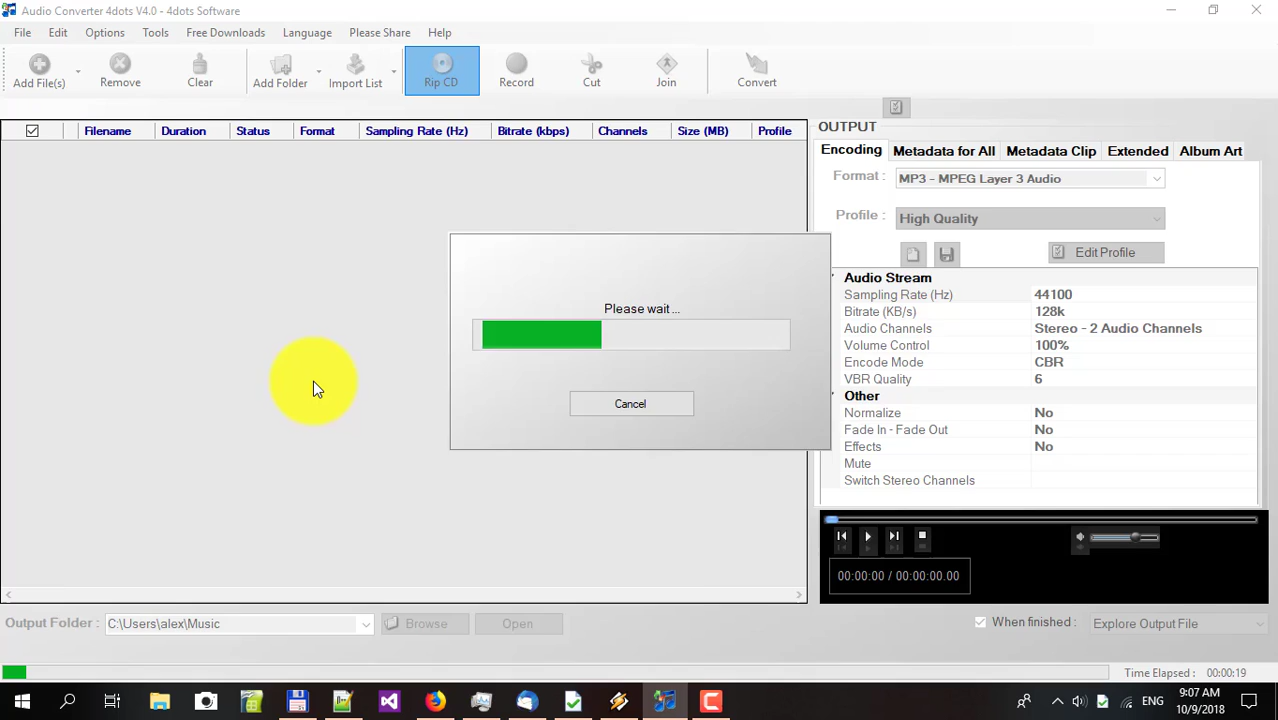 Audio Converter 4dots V4.0 - 4dots Software
File Edit Options Tools Free Downloads Language Please Share Help
Add File(s) Remove Clear Add Folder Import List Rip CD Record Cut Join Convert
Filename Duration Status Format Sampling Rate (Hz) Bitrate (kbps) Channels Size (MB) Profile
OUTPUT
Encoding Metadata for All Metadata Clip Extended Album Art
Format : MP3 - MPEG Layer 3 Audio
Profile : High Quality
Edit Profile
Audio Stream
Sampling Rate (Hz) 44100
Bitrate (KB/s) 128k
Audio Channels Stereo - 2 Audio Channels
Volume Control 100%
Encode Mode CBR
VBR Quality 6
Other
Normalize No
Fade In - Fade Out No
Effects No
Mute
Switch Stereo Channels
Please wait ...
Cancel
00:00:00 / 00:00:00.00
Output Folder : C:\Users\alex\Music Browse Open When finished : Explore Output File
Time Elapsed : 00:00:19
ENG 9:07 AM
10/9/2018